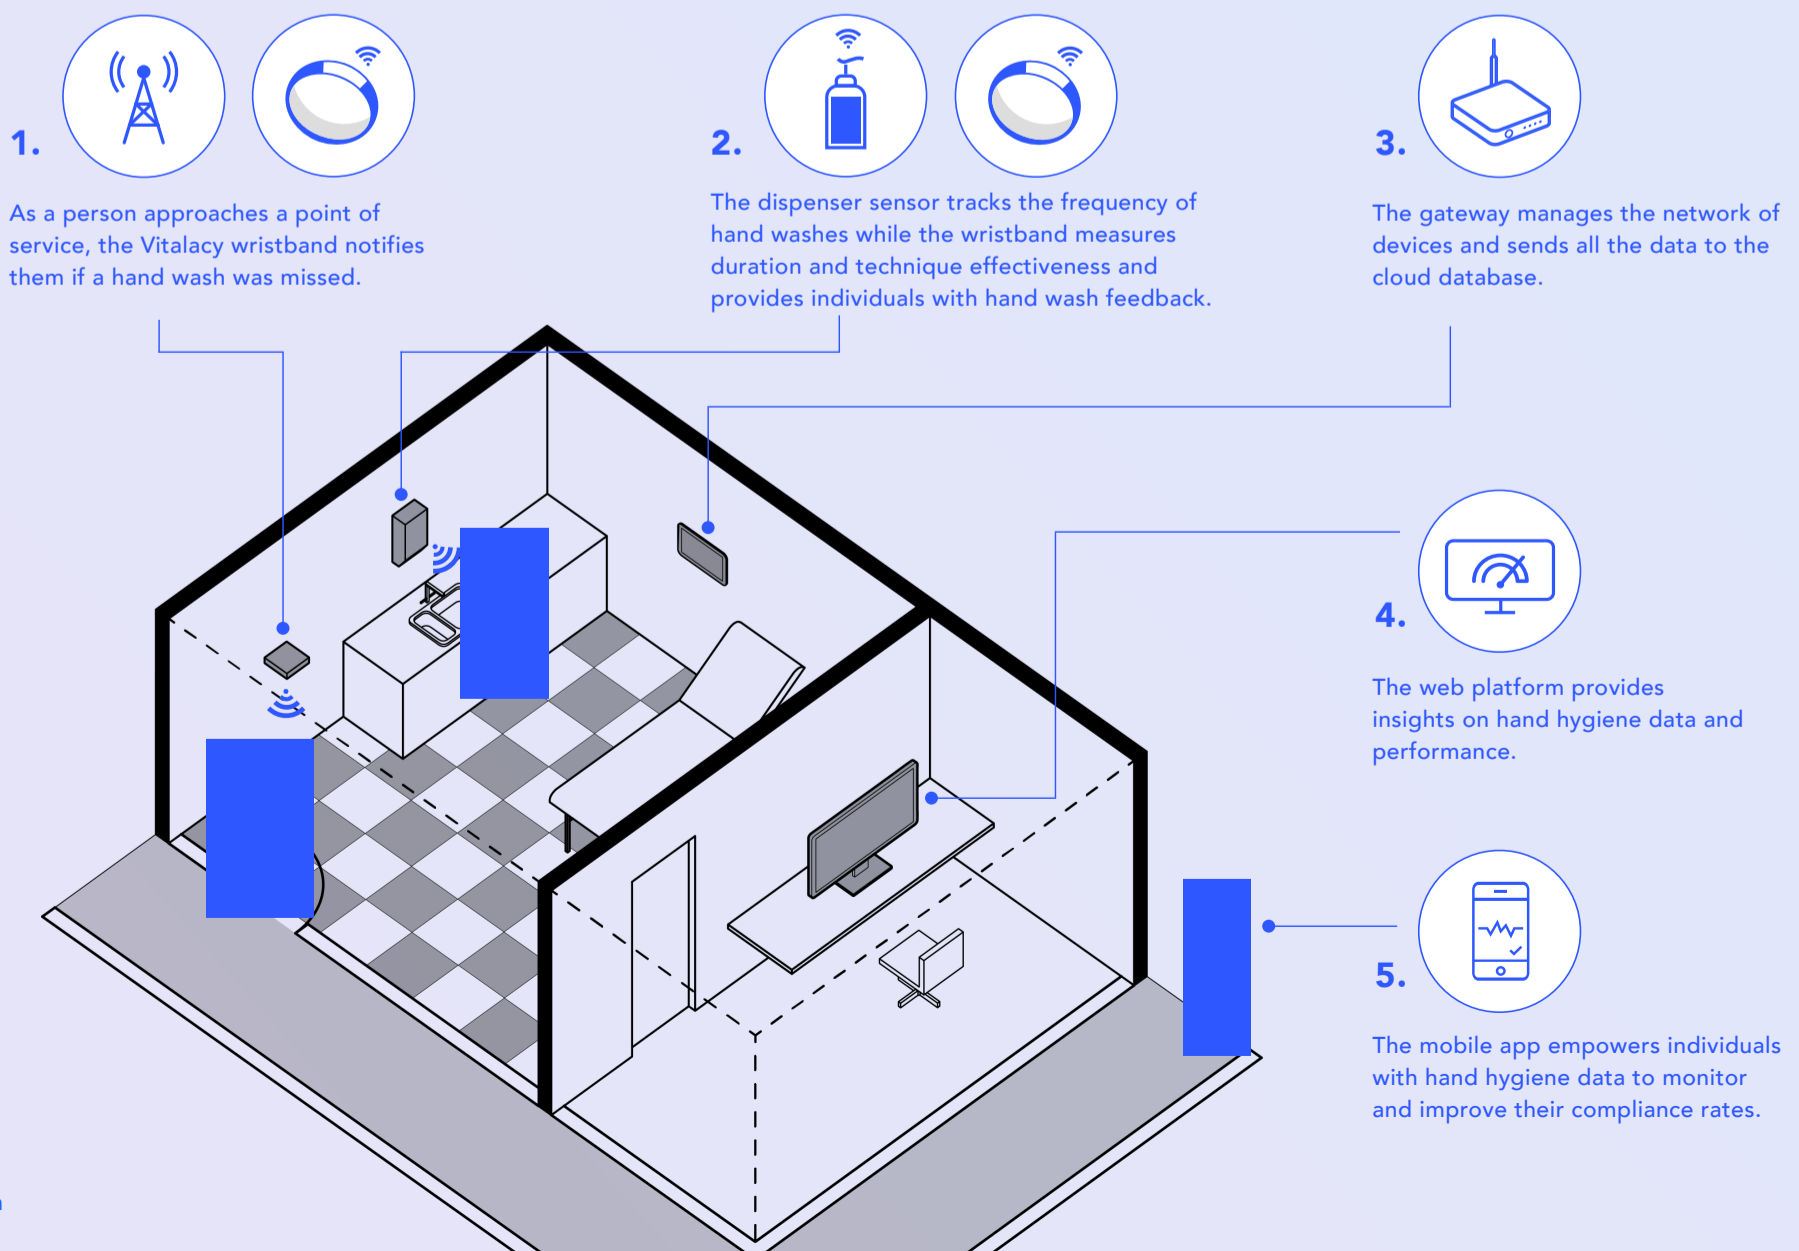 1.
As a person approaches a point of
service, the Vitalacy wristband notifies
them if a hand wash was missed.
2.
The dispenser sensor tracks the frequency of
hand washes while the wristband measures
duration and technique effectiveness and
provides individuals with hand wash feedback.
3.
The gateway manages the network of
devices and sends all the data to the
cloud database.
4.
The web platform provides
insights on hand hygiene data and
performance.
5.
The mobile app empowers individuals
with hand hygiene data to monitor
and improve their compliance rates.